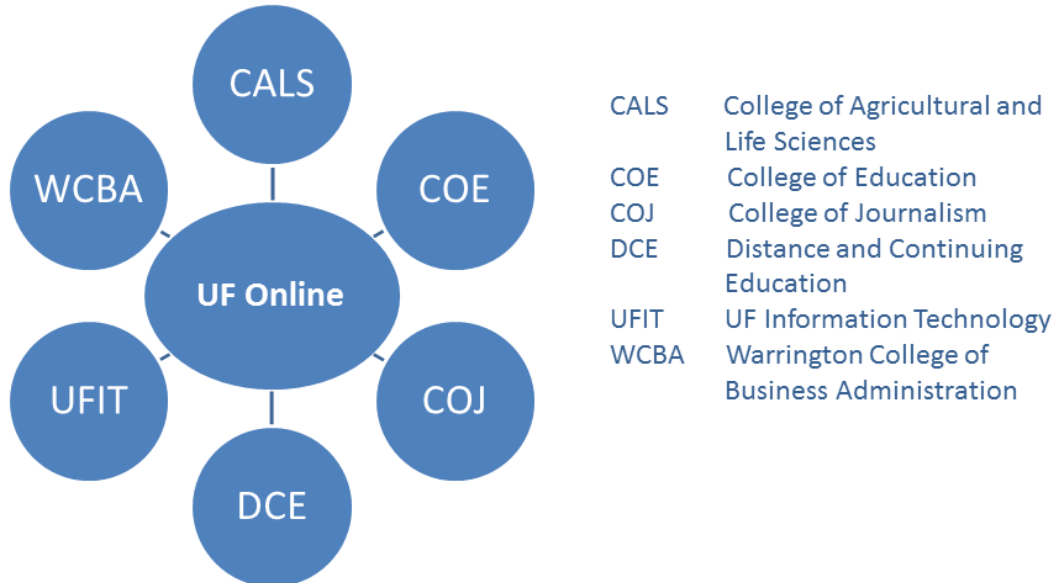 CALS
WCBA
COE
UF Online
UFIT
COJ
DCE
CALS College of Agricultural and
Life Sciences
COE College of Education
COJ College of Journalism
DCE Distance and Continuing
Education
UFIT UF Information Technology
WCBA Warrington College of
Business Administration